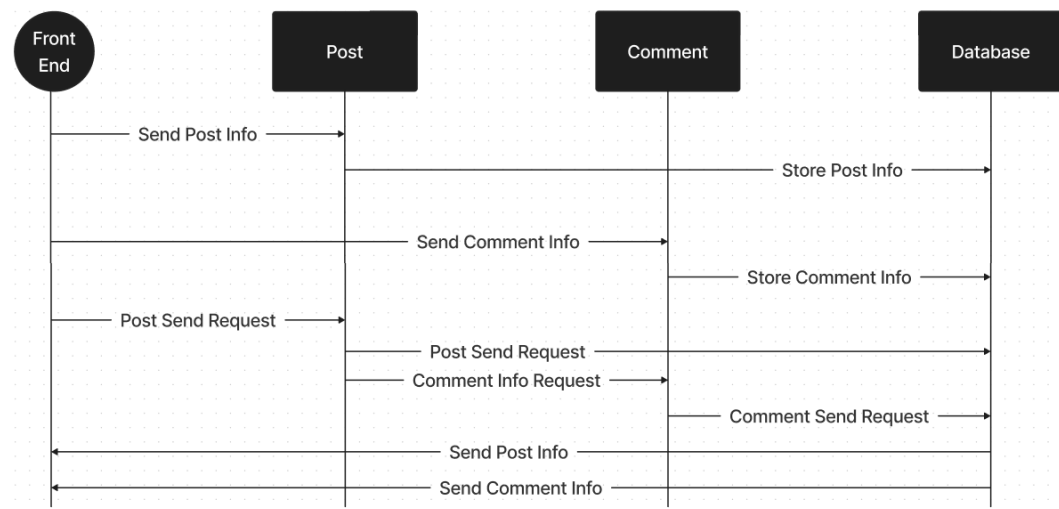 Front
End
Post
Comment
Database
Send Post Info
Store Post Info
Send Comment Info
Store Comment Info
Post Send Request
Post Send Request
Comment Info Request
Comment Send Request
Send Post Info
Send Comment Info